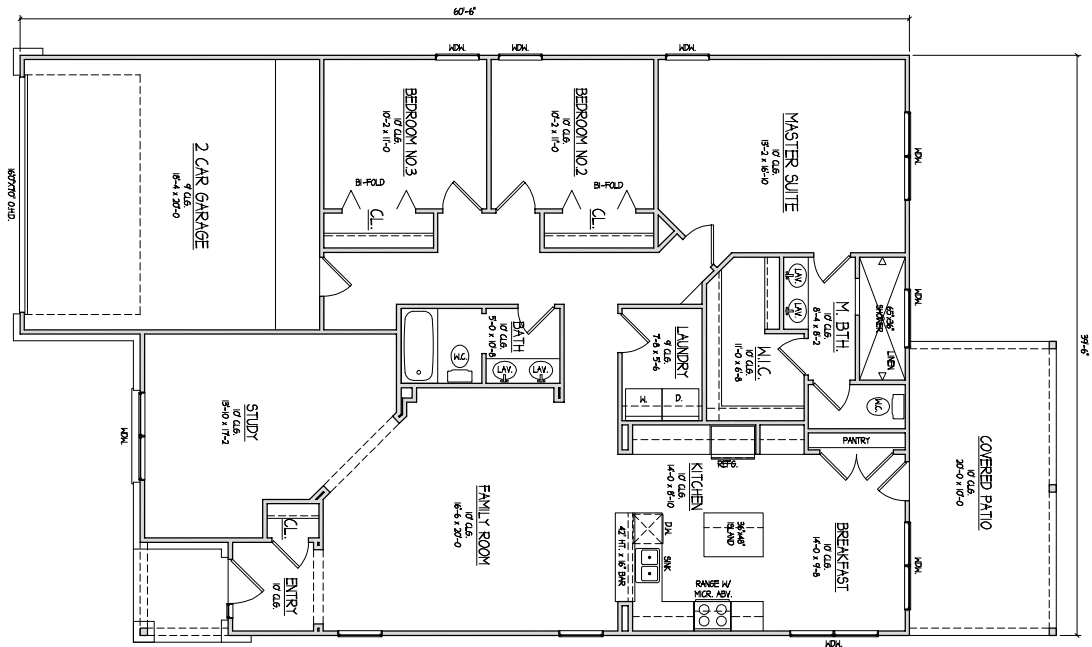 60'-6"
WDW.
WDW.
WDW.
2 CAR GARAGE
9' CLG.
18'-4 x 20'-0
BEDROOM NO.3
10' CLG.
10'-2 x 11'-0
BI-FOLD
CL.
BEDROOM NO.2
10' CLG.
10'-2 x 11'-0
BI-FOLD
CL.
MASTER SUITE
10' CLG.
15'-2 x 16'-10
WDW.
WDW.
39'-6"
LAV.
LAV.
M. BTH.
10' CLG.
8'-4 x 8'-2
SHOWER
LINEN
W.C.
W.I.C.
10' CLG.
11'-0 x 6'-8
LAUNDRY
9' CLG.
7'-8 x 5'-6
W.
D.
BATH
10' CLG.
5'-0 x 10'-8
W.C.
LAV.
LAV.
STUDY
10' CLG.
15'-10 x 17'-2
WDW.
CL.
ENTRY
10' CLG.
FAMILY ROOM
10' CLG.
16'-6 x 20'-0
KITCHEN
10' CLG.
14'-0 x 8'-10
REFG.
PANTRY
D.W.
SINK
42" HT. x 16" BAR
36"x48"
ISLAND
RANGE W/
MICR. ABV.
BREAKFAST
10' CLG.
14'-0 x 9'-8
WDW.
WDW.
COVERED PATIO
10' CLG.
20'-0 x 10'-0